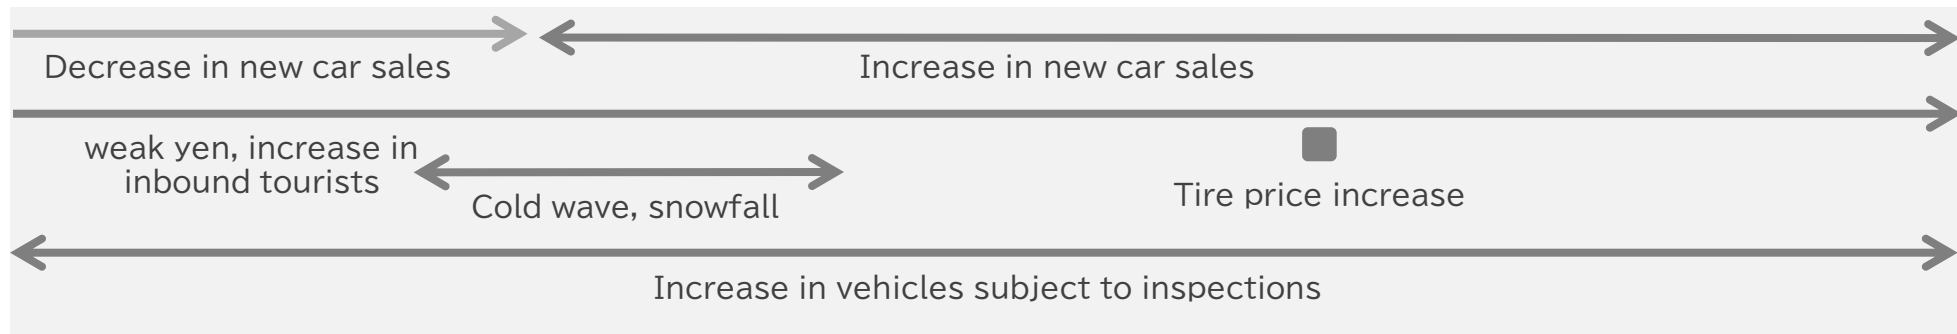 Decrease in new car sales
Increase in new car sales
weak yen, increase in
inbound tourists
Cold wave, snowfall
Tire price increase
Increase in vehicles subject to inspections